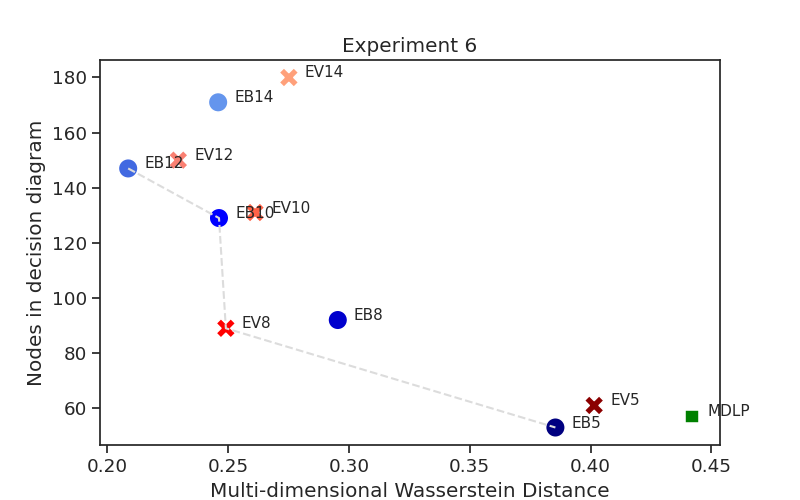 Experiment 6
Nodes in decision diagram
180
160
140
120
100
80
60
EV14
EB14
EV12
EB12
EV10
EB10
EV8
EB8
EV5
MDLP
EB5
0.20 0.25 0.30 0.35 0.40 0.45
Multi-dimensional Wasserstein Distance